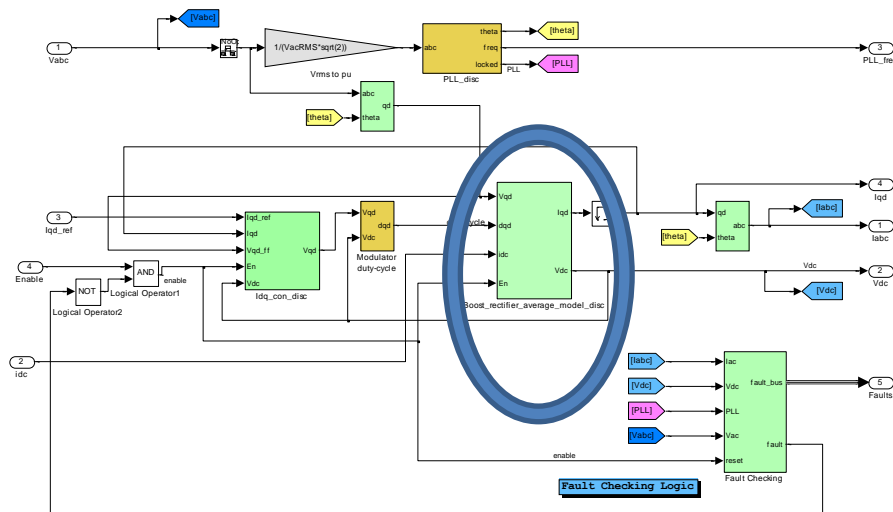 [Vabc]
1
Vabc
1/(VacRMS*sqrt(2))
Vrms to pu
abc
theta
freq
locked
PLL_disc
[theta]
PLL
[PLL]
3
PLL_fre
abc
qd
theta
[theta]
3
Iqd_ref
Iqd_ref
Iqd
Vqd_ff
En
Vdc
Vqd
Idq_con_disc
Vqd
dqd
Vdc
Modulator
duty-cycle
Vqd
dqd
idc
En
Iqd
Vdc
Boost_rectifier_average_model_disc
qd
abc
theta
[theta]
[Iabc]
4
Iqd
1
Iabc
Vdc
2
Vdc
[Vdc]
4
Enable
NOT
Logical Operator2
AND
enable
Logical Operator1
2
idc
[Iabc]
[Vdc]
[PLL]
[Vabc]
enable
Iac
Vdc
PLL
Vac
reset
fault_bus
fault
Fault Checking
5
Faults
Fault Checking Logic